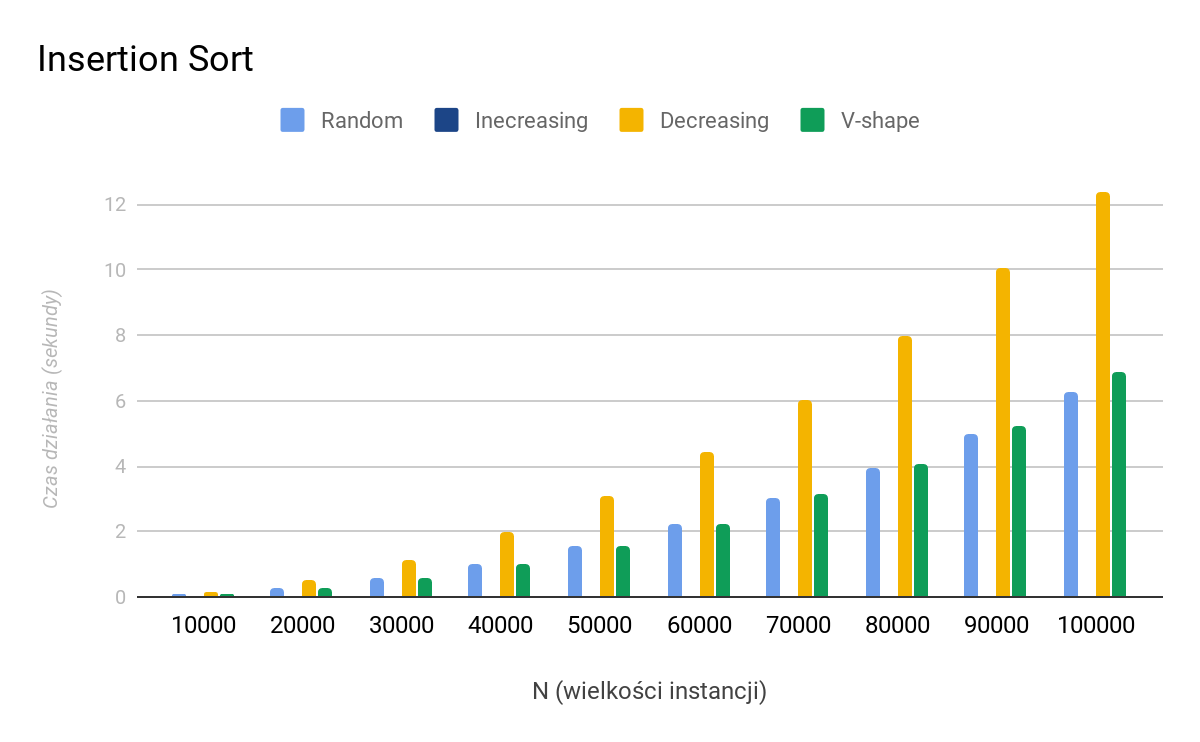 Insertion Sort
Random Inecreasing Decreasing V-shape
12
10
8
6
4
2
0
Czas działania (sekundy)
10000 20000 30000 40000 50000 60000 70000 80000 90000 100000
N (wielkości instancji)